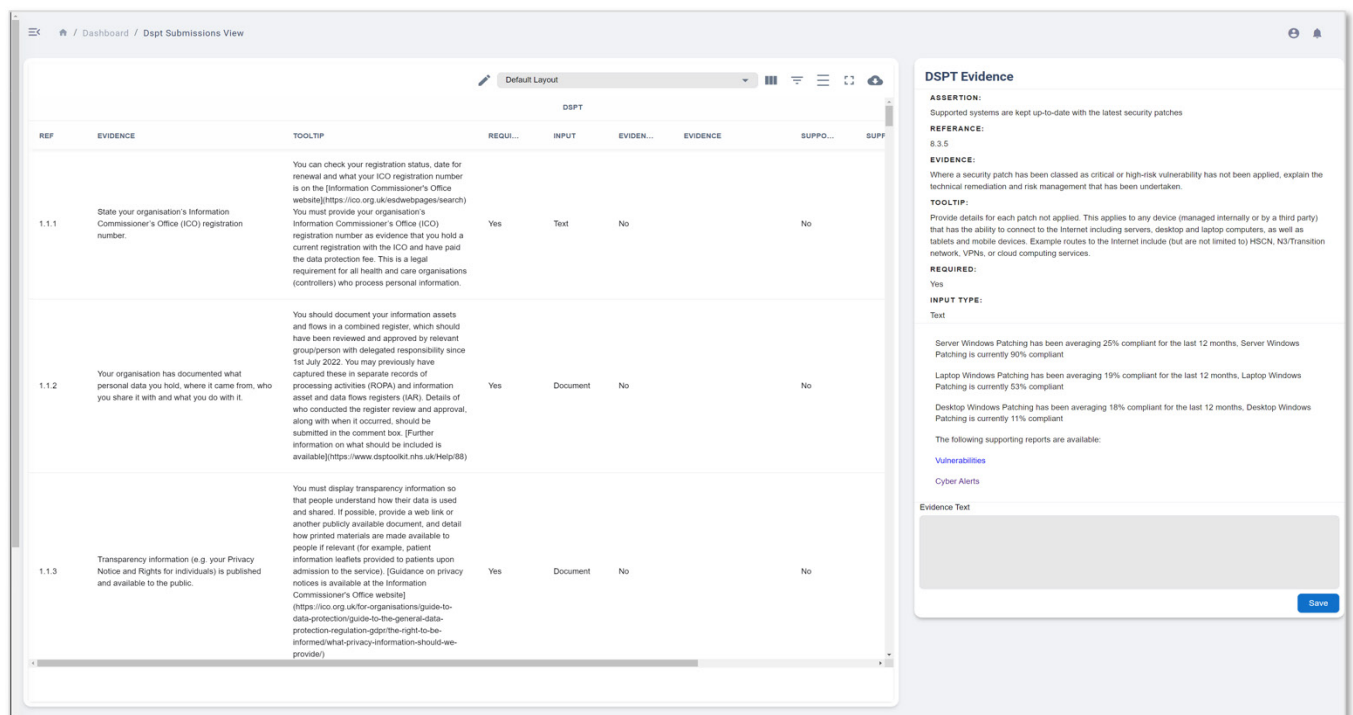 / Dashboard / Dspt Submissions View
Default Layout
DSPT
REF EVIDENCE TOOLTIP REQUI... INPUT EVIDEN... EVIDENCE SUPPO... SUPF
1.1.1
State your organisation's Information
Commissioner's Office (ICO) registration
number.
You can check your registration status, date for
renewal and what your ICO registration number
is on the [Information Commissioner's Office
website](https://ico.org.uk/esdwebpages/search)
You must provide your organisation's
Information Commissioner's Office (ICO)
registration number as evidence that you hold a
current registration with the ICO and have paid
the data protection fee. This is a legal
requirement for all health and care organisations
(controllers) who process personal information.
Yes Text No No
1.1.2
Your organisation has documented what
personal data you hold, where it came from, who
you share it with and what you do with it.
You should document your information assets
and flows in a combined register, which should
have been reviewed and approved by relevant
group/person with delegated responsibility since
1st July 2022. You may previously have
captured these in separate records of
processing activities (ROPA) and information
asset and data flows registers (IAR). Details of
who conducted the register review and approval,
along with when it occurred, should be
submitted in the comment box. [Further
information on what should be included is
available](https://www.dsptoolkit.nhs.uk/Help/88)
Yes Document No No
1.1.3
Transparency information (e.g. your Privacy
Notice and Rights for individuals) is published
and available to the public.
You must display transparency information so
that people understand how their data is used
and shared. If possible, provide a web link or
another publicly available document, and detail
how printed materials are made available to
people if relevant (for example, patient
information leaflets provided to patients upon
admission to the service). [Guidance on privacy
notices is available at the Information
Commissioner's Office website]
(https://ico.org.uk/for-organisations/guide-to-
data-protection/guide-to-the-general-data-
protection-regulation-gdpr/the-right-to-be-
informed/what-privacy-information-should-we-
provide/)
Yes Document No No
DSPT Evidence
ASSERTION:
Supported systems are kept up-to-date with the latest security patches
REFERANCE:
8.3.5
EVIDENCE:
Where a security patch has been classed as critical or high-risk vulnerability has not been applied, explain the
technical remediation and risk management that has been undertaken.
TOOLTIP:
Provide details for each patch not applied. This applies to any device (managed internally or by a third party)
that has the ability to connect to the Internet including servers, desktop and laptop computers, as well as
tablets and mobile devices. Example routes to the Internet include (but are not limited to) HSCN, N3/Transition
network, VPNs, or cloud computing services.
REQUIRED:
Yes
INPUT TYPE:
Text
Server Windows Patching has been averaging 25% compliant for the last 12 months, Server Windows
Patching is currently 90% compliant
Laptop Windows Patching has been averaging 19% compliant for the last 12 months, Laptop Windows
Patching is currently 53% compliant
Desktop Windows Patching has been averaging 18% compliant for the last 12 months, Desktop Windows
Patching is currently 11% compliant
The following supporting reports are available:
Vulnerabilities
Cyber Alerts
Evidence Text
Save